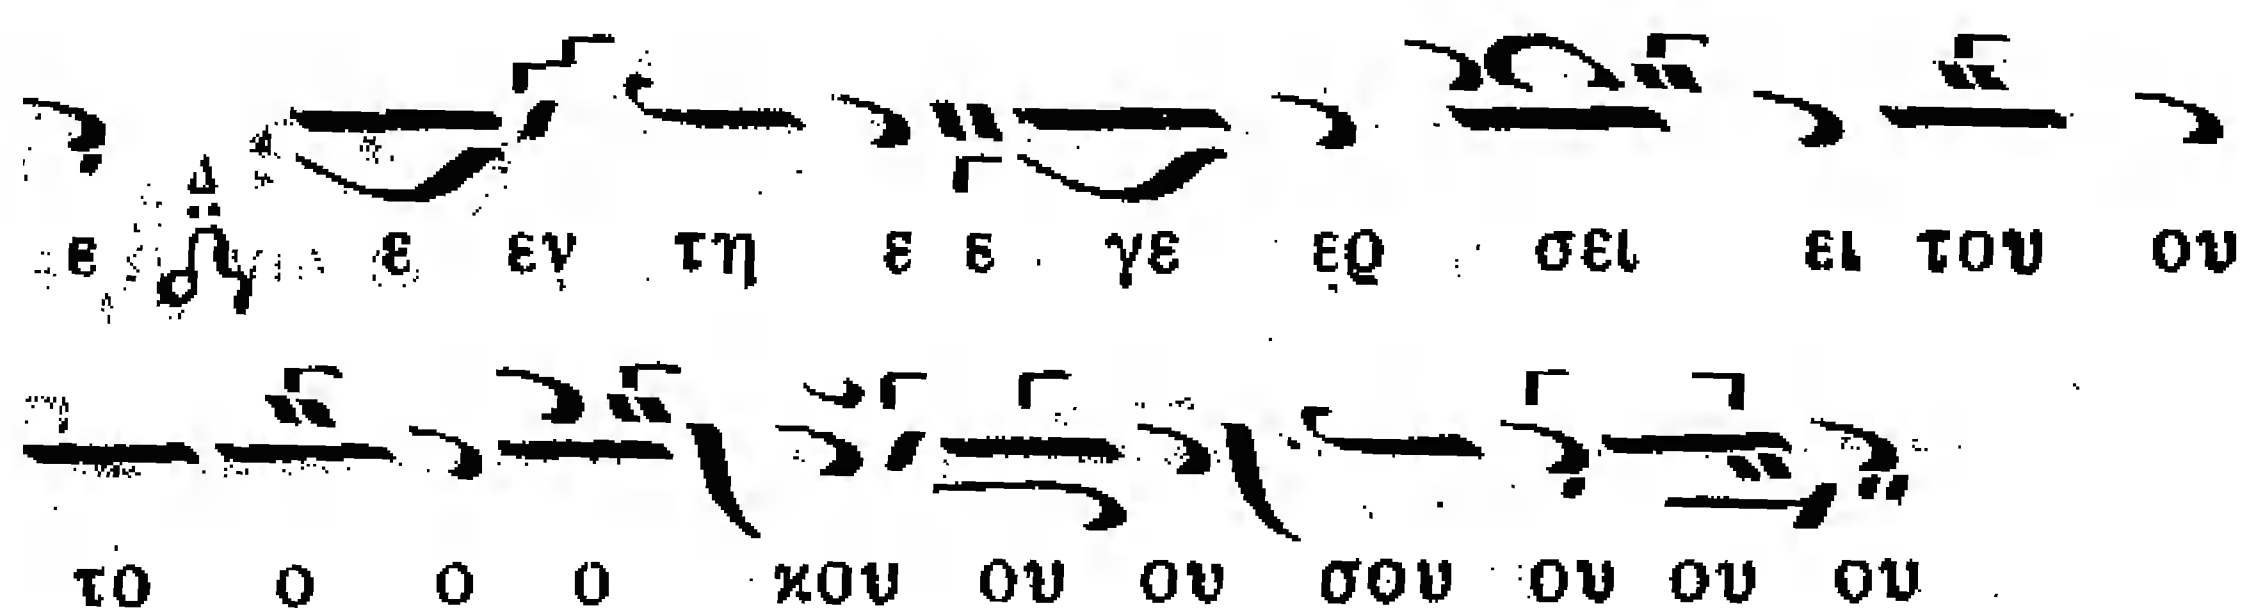 ε ε εν τη ε ε γε ερ σει ει του ου
το ο ο ο κου ου ου σου ου ου ου